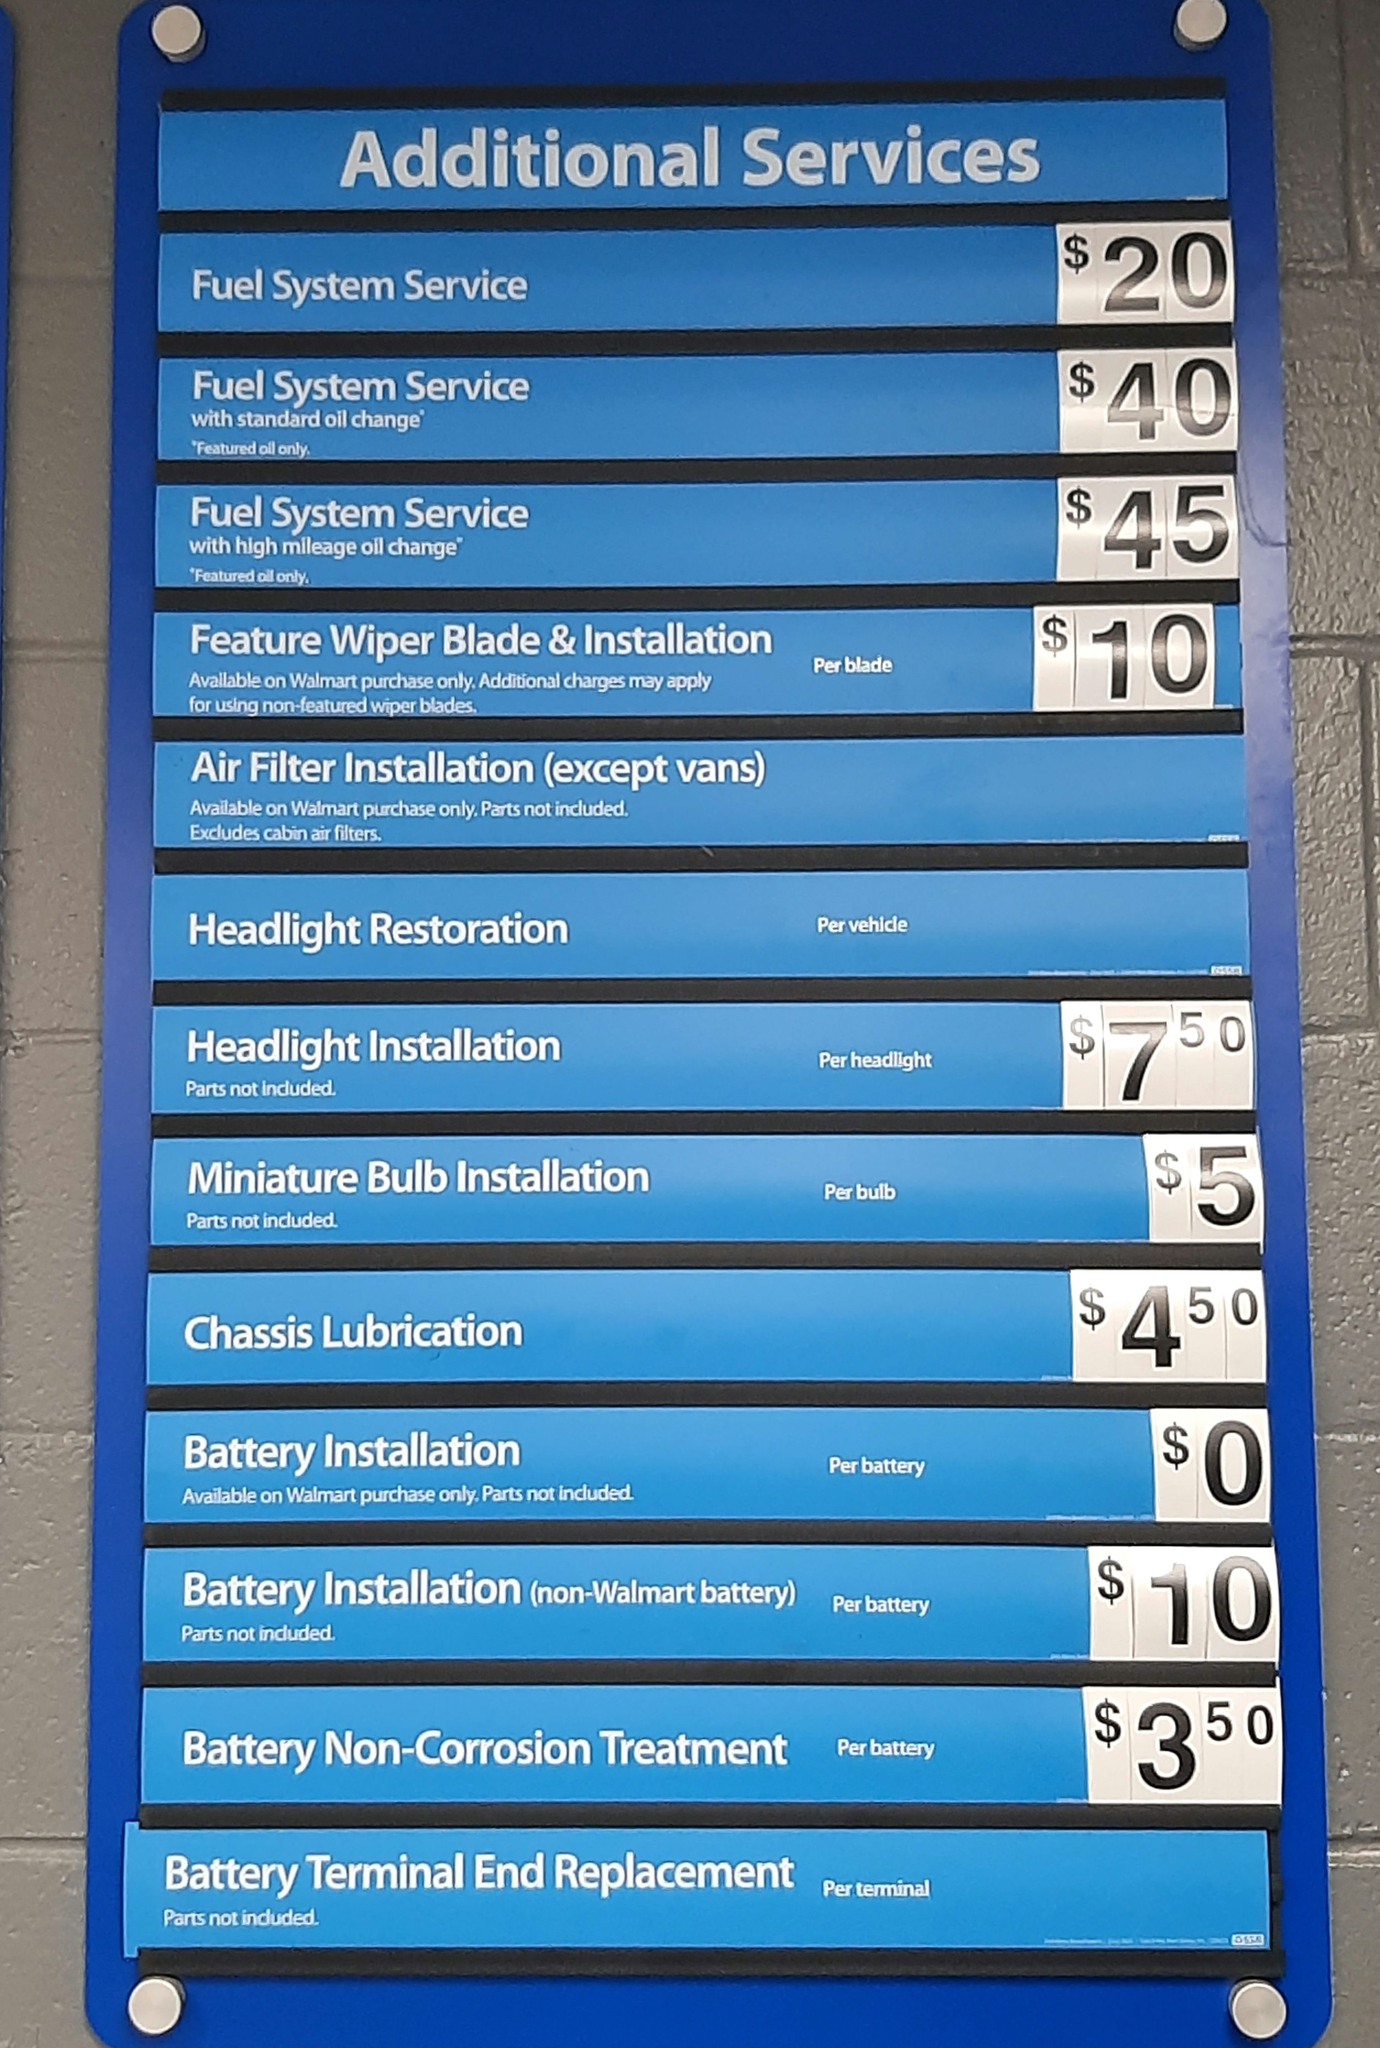 Additional Services
Fuel System Service
$20
Fuel System Service
with standard oil change*
*Featured oil only.
$40
Fuel System Service
with high mileage oil change*
*Featured oil only.
$45
Feature Wiper Blade & Installation
Available on Walmart purchase only. Additional charges may apply
for using non-featured wiper blades.
Per blade
$10
Air Filter Installation (except vans)
Available on Walmart purchase only. Parts not included.
Excludes cabin air filters.
Headlight Restoration
Per vehicle
Headlight Installation
Parts not included.
Per headlight
$7 50
Miniature Bulb Installation
Parts not included.
Per bulb
$5
Chassis Lubrication
$4 50
Battery Installation
Available on Walmart purchase only. Parts not included.
Per battery
$0
Battery Installation (non-Walmart battery)
Parts not included.
Per battery
$10
Battery Non-Corrosion Treatment
Per battery
$3 50
Battery Terminal End Replacement
Parts not included.
Per terminal